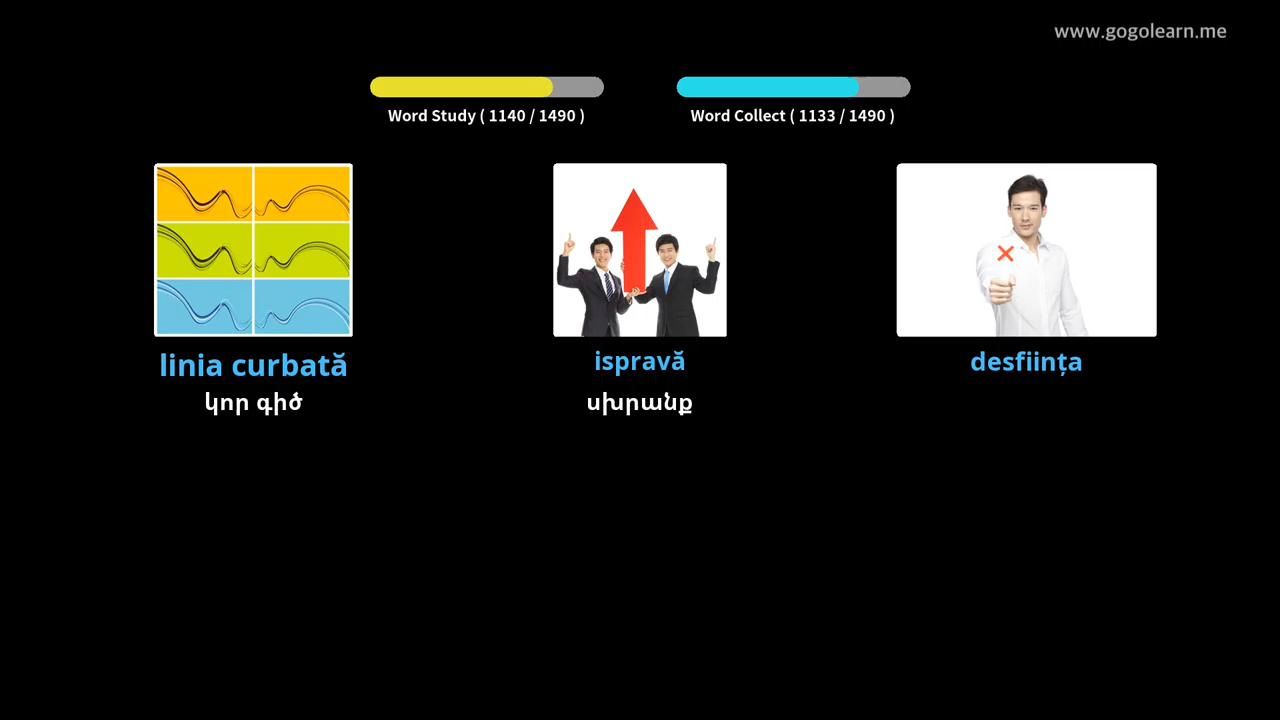 www.gogolearn.me
Word Study ( 1140 / 1490 )
Word Collect ( 1133 / 1490 )
linia curbată
ispravă
desființa
կոր գիծ
սխրանք